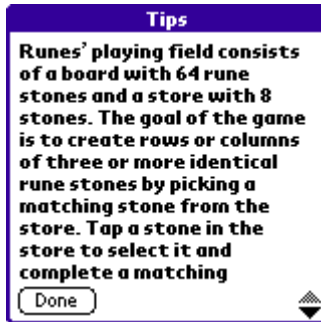 Tips
Runes' playing field consists
of a board with 64 rune
stones and a store with 8
stones. The goal of the game
is to create rows or columns
of three or more identical
rune stones by picking a
matching stone from the
store. Tap a stone in the
store to select it and
complete a matching
Done